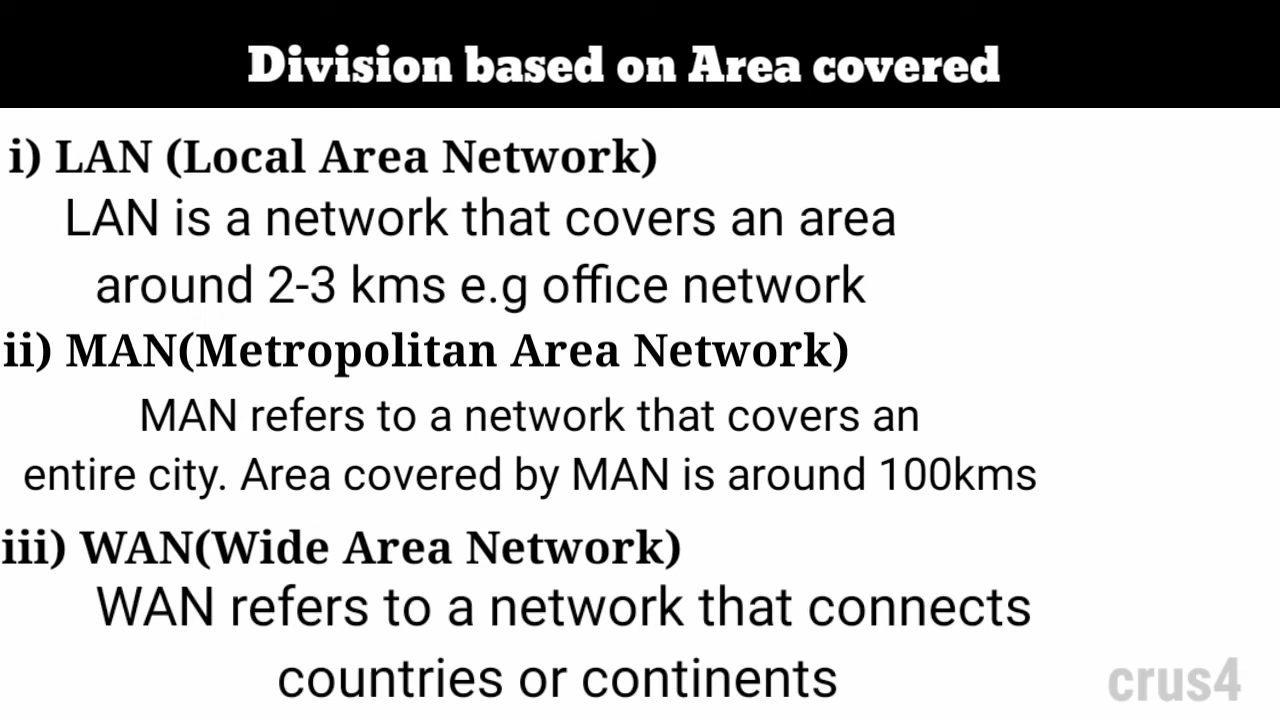 Division based on Area covered
i) LAN (Local Area Network)
LAN is a network that covers an area
around 2-3 kms e.g office network
ii) MAN(Metropolitan Area Network)
MAN refers to a network that covers an
entire city. Area covered by MAN is around 100kms
iii) WAN(Wide Area Network)
WAN refers to a network that connects
countries or continents
crus4